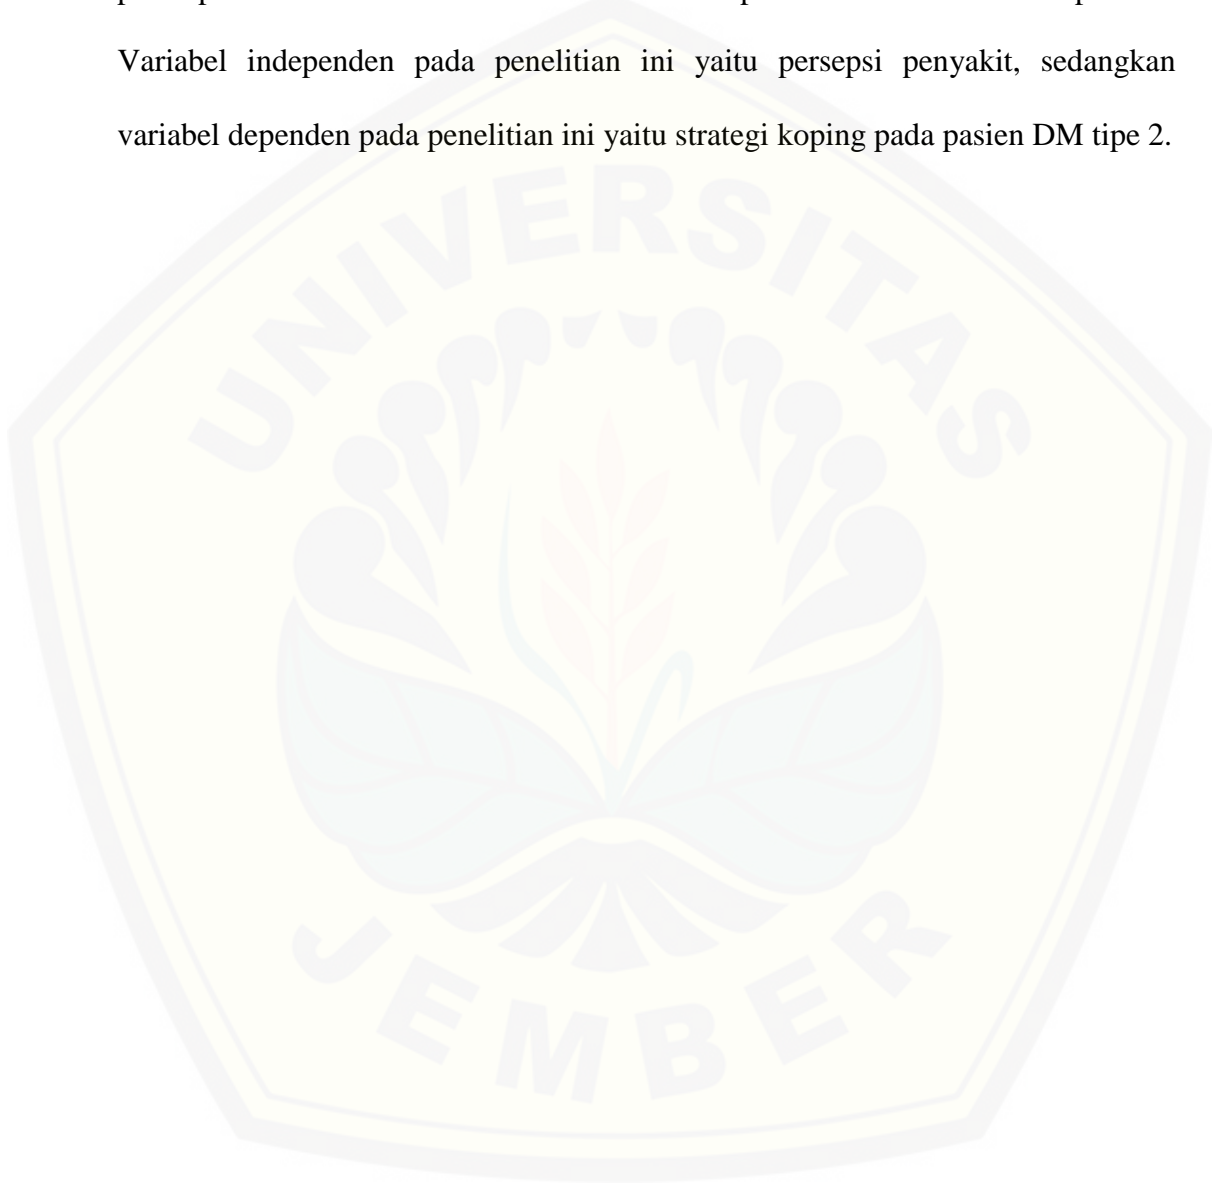 Variabel independen pada penelitian ini yaitu persepsi penyakit, sedangkan
variabel dependen pada penelitian ini yaitu strategi koping pada pasien DM tipe 2.
UNIVERSITAS
JEMBER